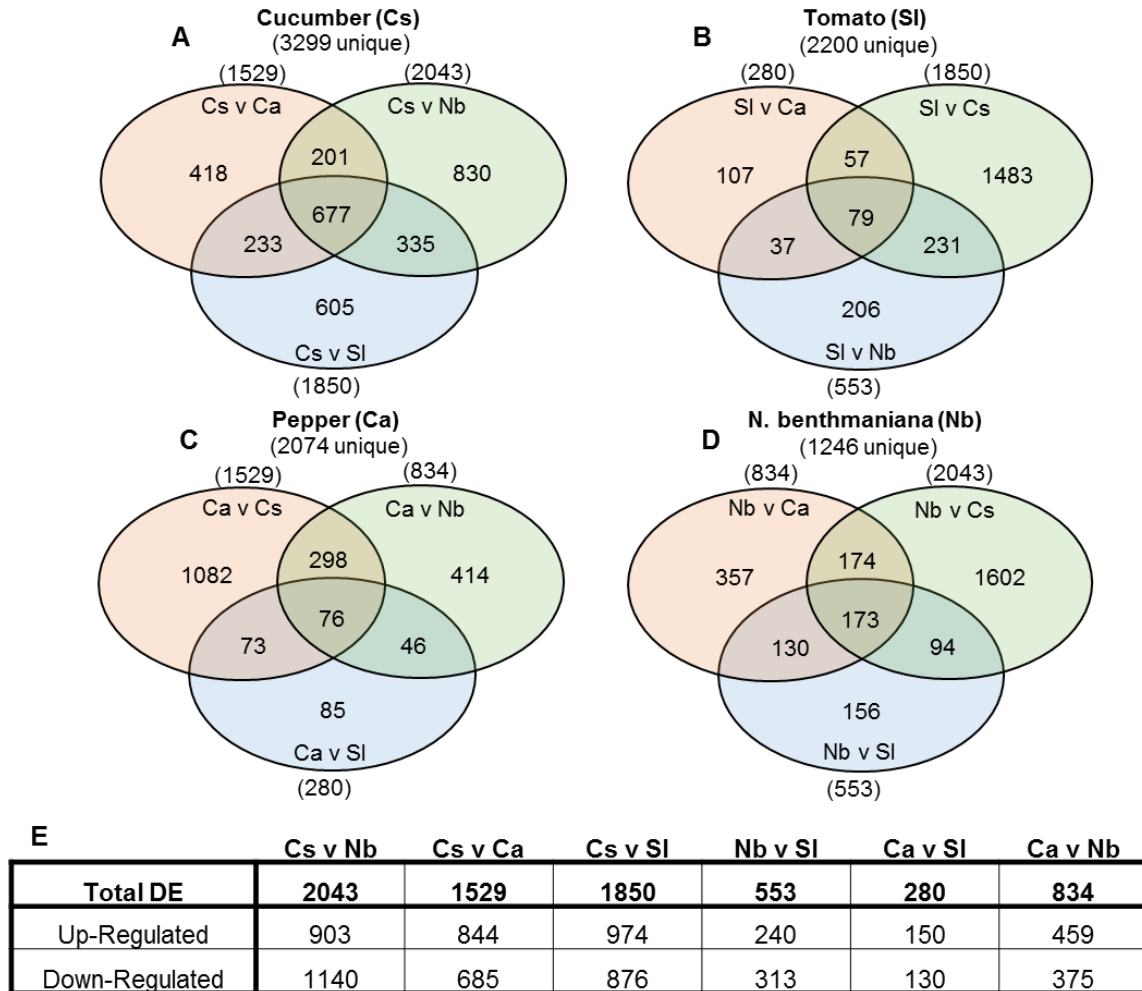 A
Cucumber (Cs)
(3299 unique)
(1529) (2043)
Cs v Ca Cs v Nb
201
418 830
677
233 335
605
Cs v Sl
(1850)
B
Tomato (Sl)
(2200 unique)
(280) (1850)
Sl v Ca Sl v Cs
57
107 1483
79
37 231
206
Sl v Nb
(553)
C
Pepper (Ca)
(2074 unique)
(1529) (834)
Ca v Cs Ca v Nb
298
1082 414
76
73 46
85
Ca v Sl
(280)
D
N. benthmaniana (Nb)
(1246 unique)
(834) (2043)
Nb v Ca Nb v Cs
174
357 1602
173
130 94
156
Nb v Sl
(553)
E
Cs v Nb Cs v Ca Cs v Sl Nb v Sl Ca v Sl Ca v Nb
Total DE 2043 1529 1850 553 280 834
Up-Regulated 903 844 974 240 150 459
Down-Regulated 1140 685 876 313 130 375